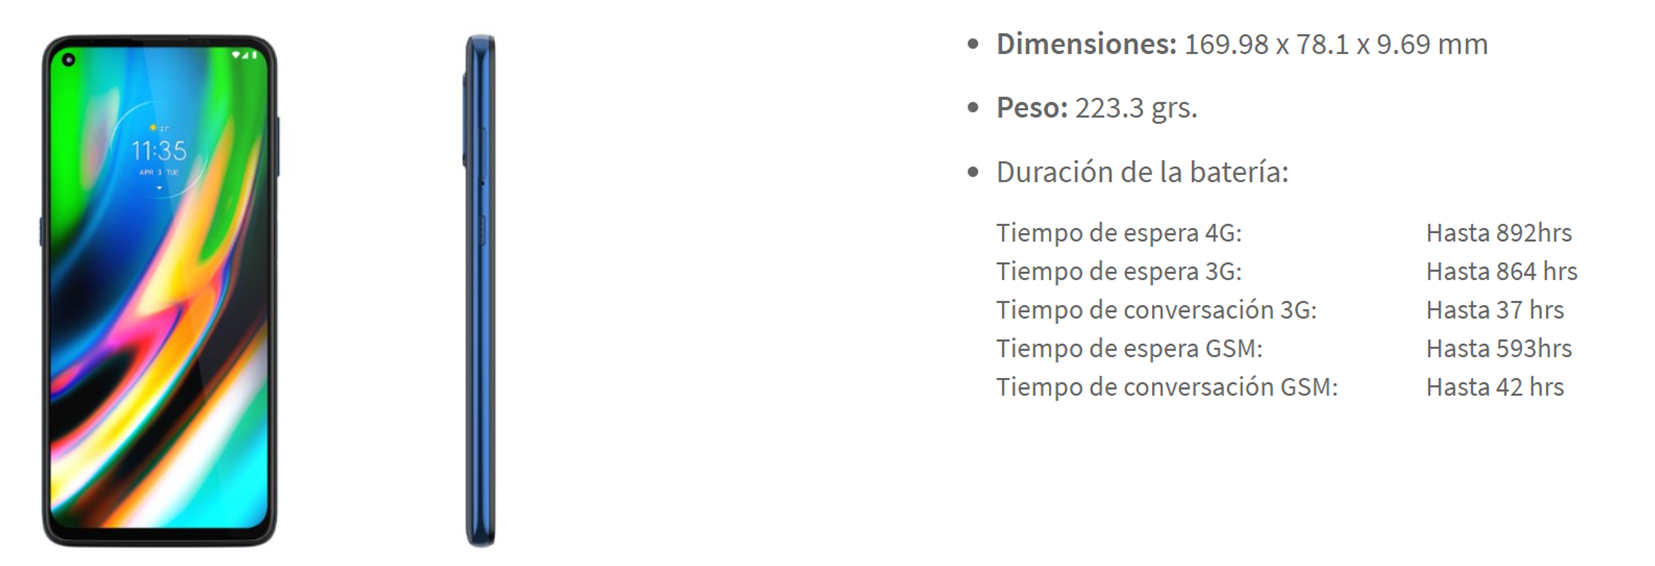 11:35
APR 3 TUE
Dimensiones: 169.98 x 78.1 x 9.69 mm
Peso: 223.3 grs.
Duración de la batería:
Tiempo de espera 4G: Hasta 892hrs
Tiempo de espera 3G: Hasta 864 hrs
Tiempo de conversación 3G: Hasta 37 hrs
Tiempo de espera GSM: Hasta 593hrs
Tiempo de conversación GSM: Hasta 42 hrs